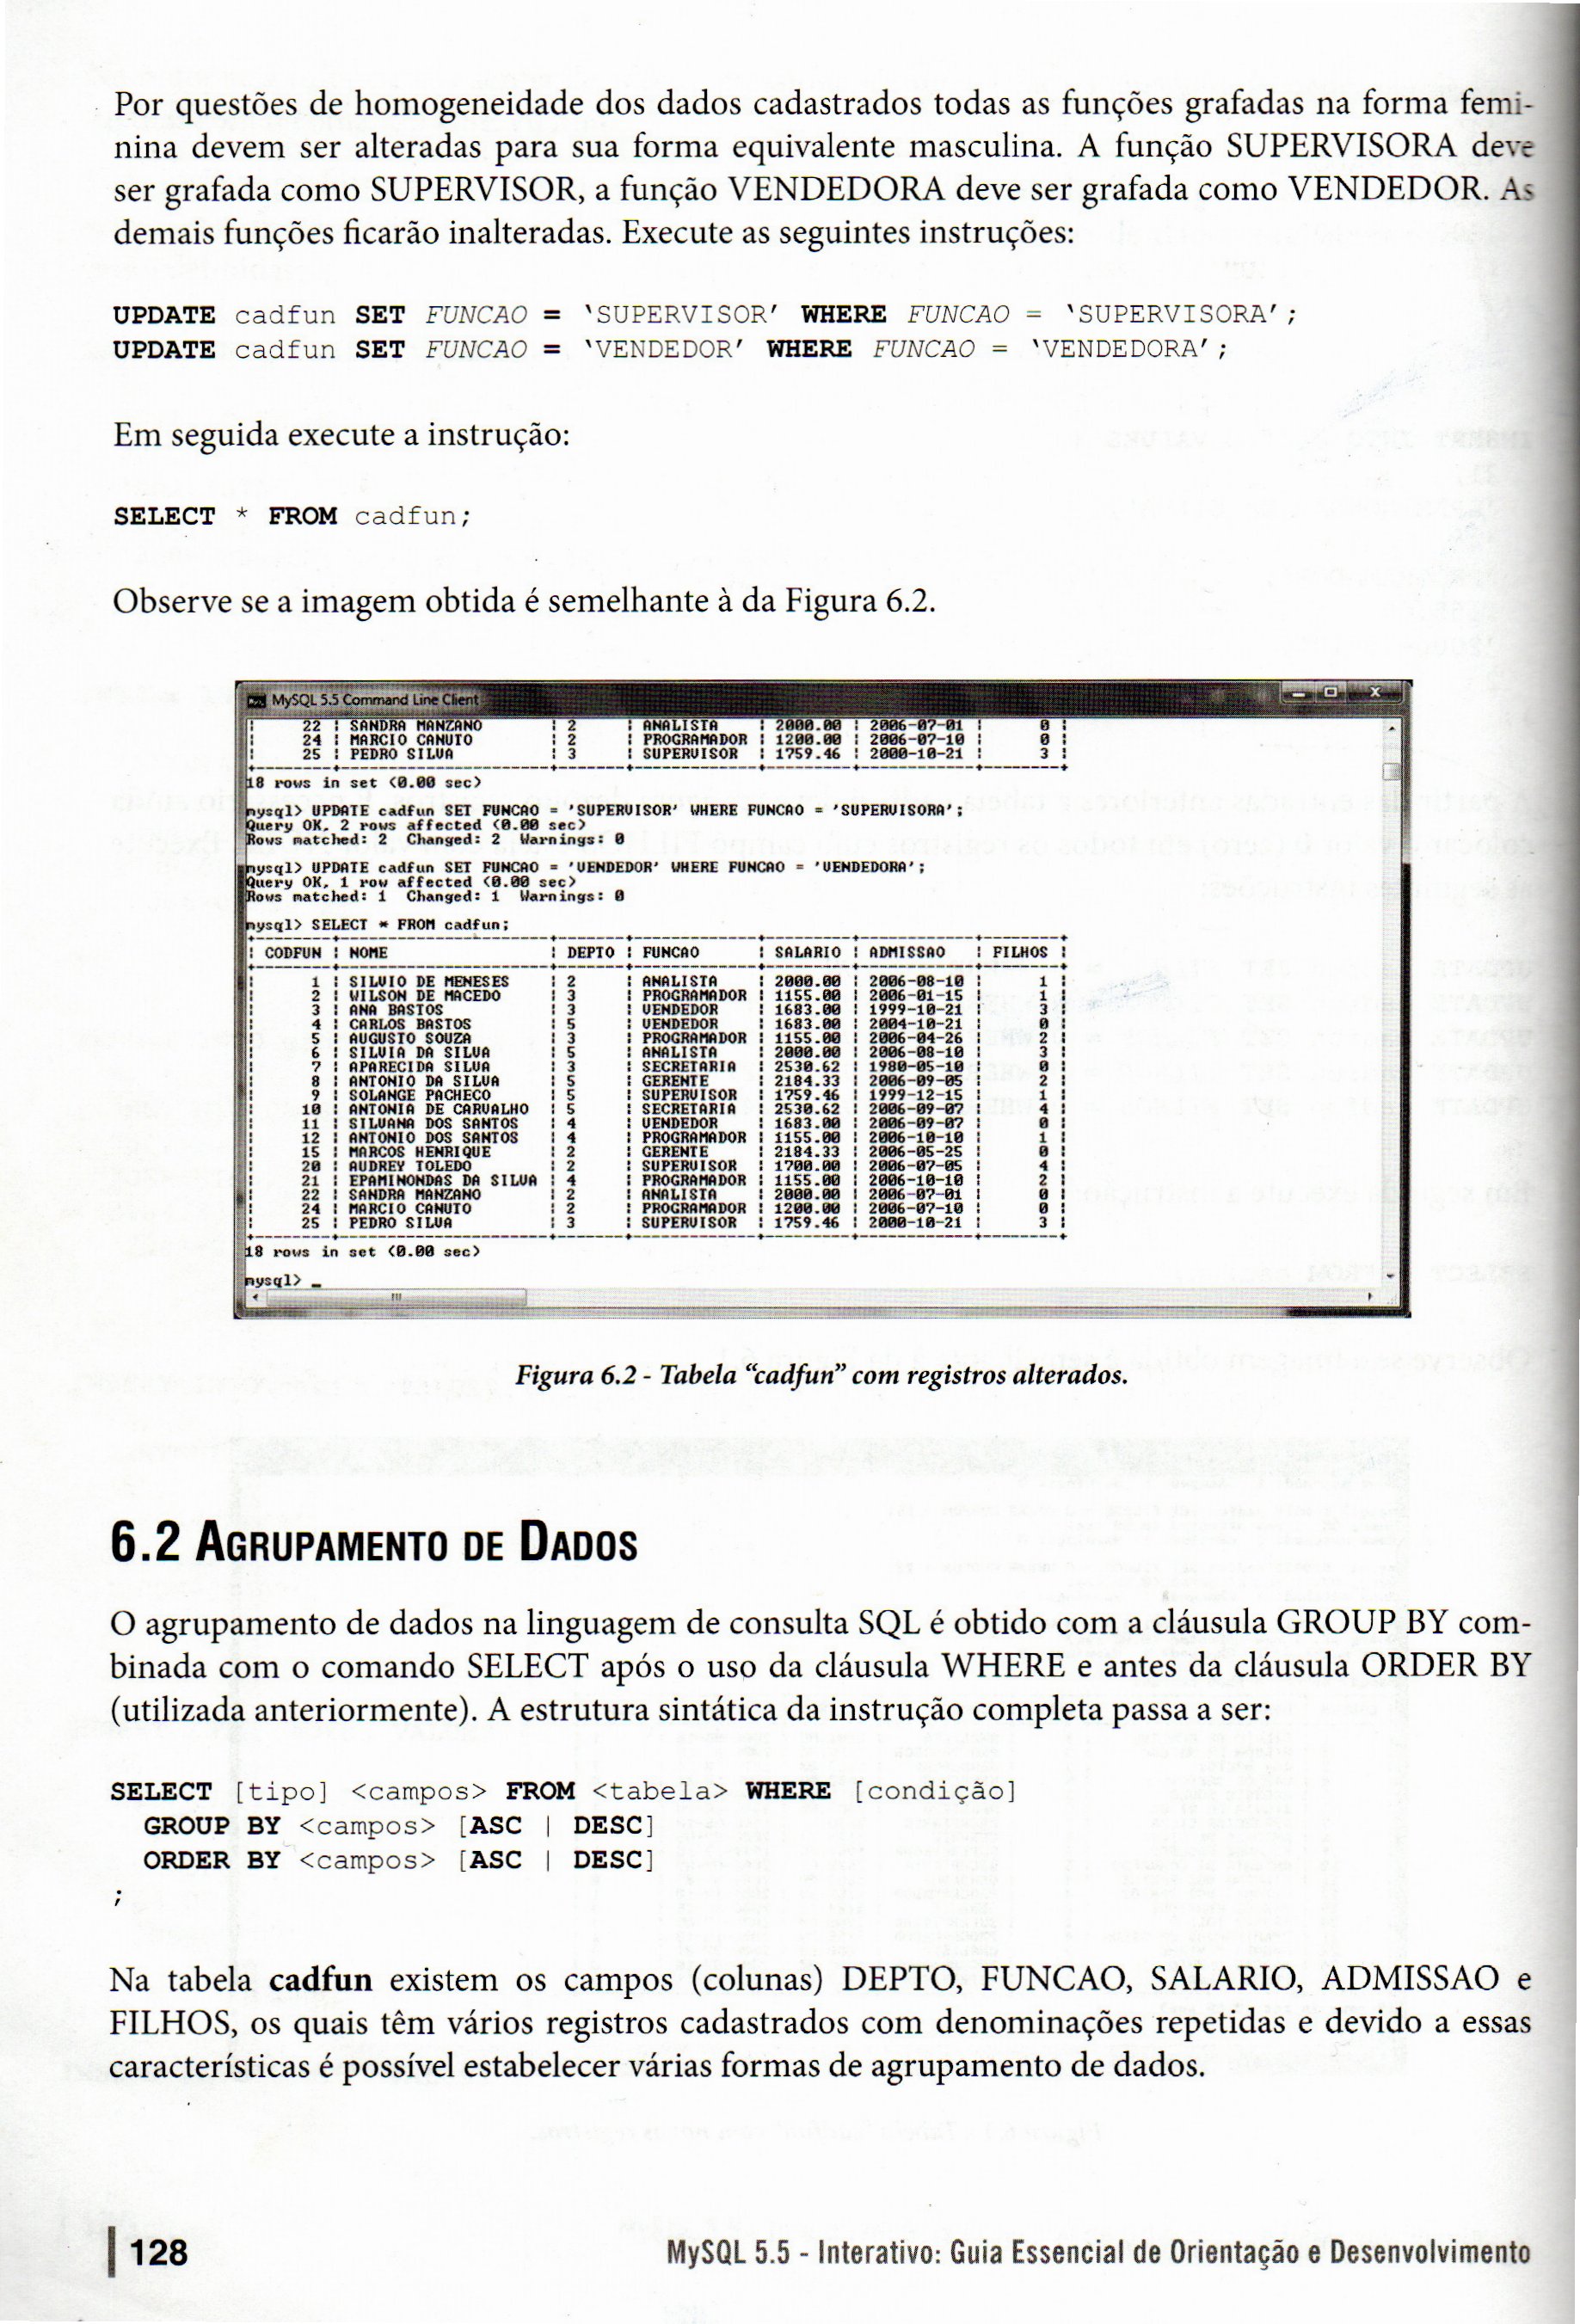 Por questões de homogeneidade dos dados cadastrados todas as funções grafadas na forma femi-
nina devem ser alteradas para sua forma equivalente masculina. A função SUPERVISORA deve
ser grafada como SUPERVISOR, a função VENDEDORA deve ser grafada como VENDEDOR. As
demais funções ficarão inalteradas. Execute as seguintes instruções:
UPDATE cadfun SET FUNCAO = ‘SUPERVISOR’ WHERE FUNCAO = ‘SUPERVISORA’;
UPDATE cadfun SET FUNCAO = ‘VENDEDOR’ WHERE FUNCAO = ‘VENDEDORA’;
Em seguida execute a instrução:
SELECT * FROM cadfun;
Observe se a imagem obtida é semelhante à da Figura 6.2.
MySQL 5.5 Command Line Client
| 22 | SANDRA MANZANO | 2 | ANALISTA | 2000.00 | 2006-07-01 | 0 |
| 24 | MARCIO CANUTO | 2 | PROGRAMADOR | 1200.00 | 2006-07-10 | 0 |
| 25 | PEDRO SILVA | 3 | SUPERVISOR | 1759.46 | 2000-10-21 | 3 |
18 rows in set (0.00 sec)
mysql> UPDATE cadfun SET FUNCAO = 'SUPERVISOR' WHERE FUNCAO = 'SUPERVISORA';
Query OK, 2 rows affected (0.00 sec)
Rows matched: 2 Changed: 2 Warnings: 0
mysql> UPDATE cadfun SET FUNCAO = 'VENDEDOR' WHERE FUNCAO = 'VENDEDORA';
Query OK, 1 row affected (0.00 sec)
Rows matched: 1 Changed: 1 Warnings: 0
mysql> SELECT * FROM cadfun;
| CODFUN | NOME | DEPTO | FUNCAO | SALARIO | ADMISSAO | FILHOS |
| 1 | SILVIO DE MENESES | 2 | ANALISTA | 2000.00 | 2006-08-10 | 1 |
| 2 | WILSON DE MACEDO | 3 | PROGRAMADOR | 1155.00 | 2006-01-15 | 1 |
| 3 | ANA BASTOS | 3 | VENDEDOR | 1683.00 | 1999-10-21 | 3 |
| 4 | CARLOS BASTOS | 5 | VENDEDOR | 1683.00 | 2004-10-21 | 0 |
| 5 | AUGUSTO SOUZA | 3 | PROGRAMADOR | 1155.00 | 2006-04-26 | 2 |
| 6 | SILVIA DA SILVA | 5 | ANALISTA | 2000.00 | 2006-08-10 | 3 |
| 7 | APARECIDA SILVA | 3 | SECRETARIA | 2530.62 | 1980-05-10 | 0 |
| 8 | ANTONIO DA SILVA | 5 | GERENTE | 2184.33 | 2006-09-05 | 2 |
| 9 | SOLANGE PACHECO | 5 | SUPERVISOR | 1759.46 | 1999-12-15 | 1 |
| 10 | ANTONIA DE CARVALHO | 5 | SECRETARIA | 2530.62 | 2006-09-07 | 4 |
| 11 | SILVANA DOS SANTOS | 4 | VENDEDOR | 1683.00 | 2006-09-07 | 0 |
| 12 | ANTONIO DOS SANTOS | 4 | PROGRAMADOR | 1155.00 | 2006-10-10 | 1 |
| 15 | MARCOS HENRIQUE | 2 | GERENTE | 2184.33 | 2006-05-25 | 0 |
| 20 | AUDREY TOLEDO | 2 | SUPERVISOR | 1700.00 | 2006-07-05 | 4 |
| 21 | EPAMINONDAS DA SILVA | 4 | PROGRAMADOR | 1155.00 | 2006-10-10 | 2 |
| 22 | SANDRA MANZANO | 2 | ANALISTA | 2000.00 | 2006-07-01 | 0 |
| 24 | MARCIO CANUTO | 2 | PROGRAMADOR | 1200.00 | 2006-07-10 | 0 |
| 25 | PEDRO SILVA | 3 | SUPERVISOR | 1759.46 | 2000-10-21 | 3 |
18 rows in set (0.00 sec)
mysql> _
Figura 6.2 - Tabela “cadfun” com registros alterados.
6.2 AGRUPAMENTO DE DADOS
O agrupamento de dados na linguagem de consulta SQL é obtido com a cláusula GROUP BY com-
binada com o comando SELECT após o uso da cláusula WHERE e antes da cláusula ORDER BY
(utilizada anteriormente). A estrutura sintática da instrução completa passa a ser:
SELECT [tipo] <campos> FROM <tabela> WHERE [condição]
GROUP BY <campos> [ASC | DESC]
ORDER BY <campos> [ASC | DESC]
;
Na tabela cadfun existem os campos (colunas) DEPTO, FUNCAO, SALARIO, ADMISSAO e
FILHOS, os quais têm vários registros cadastrados com denominações repetidas e devido a essas
características é possível estabelecer várias formas de agrupamento de dados.
128
MySQL 5.5 - Interativo: Guia Essencial de Orientação e Desenvolvimento